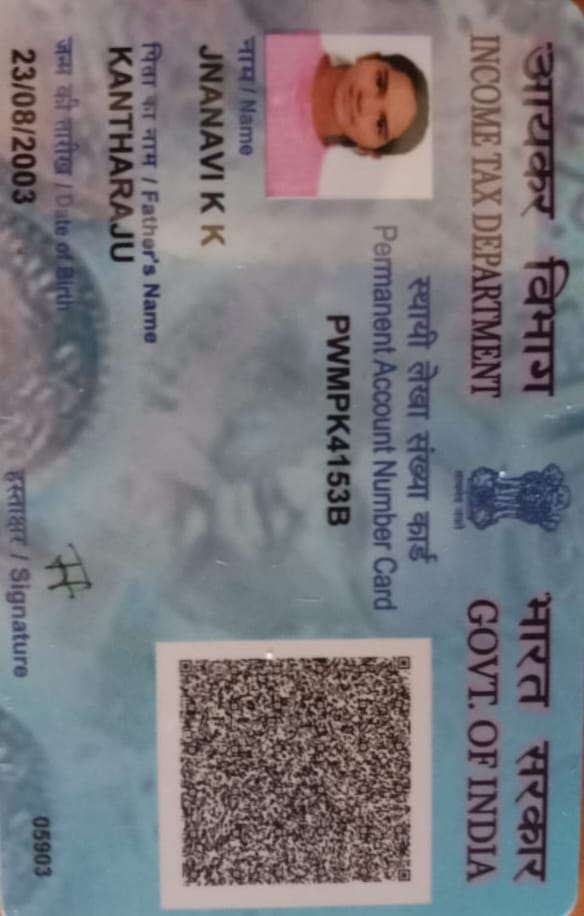 आयकर विभाग
INCOME TAX DEPARTMENT
सत्यमेव जयते
भारत सरकार
GOVT. OF INDIA
स्थायी लेखा संख्या कार्ड
Permanent Account Number Card
PWMPK4153B
नाम / Name
JNANAVI K K
पिता का नाम / Father's Name
KANTHARAJU
जन्म की तारीख / Date of Birth
23/08/2003
हस्ताक्षर / Signature
05903